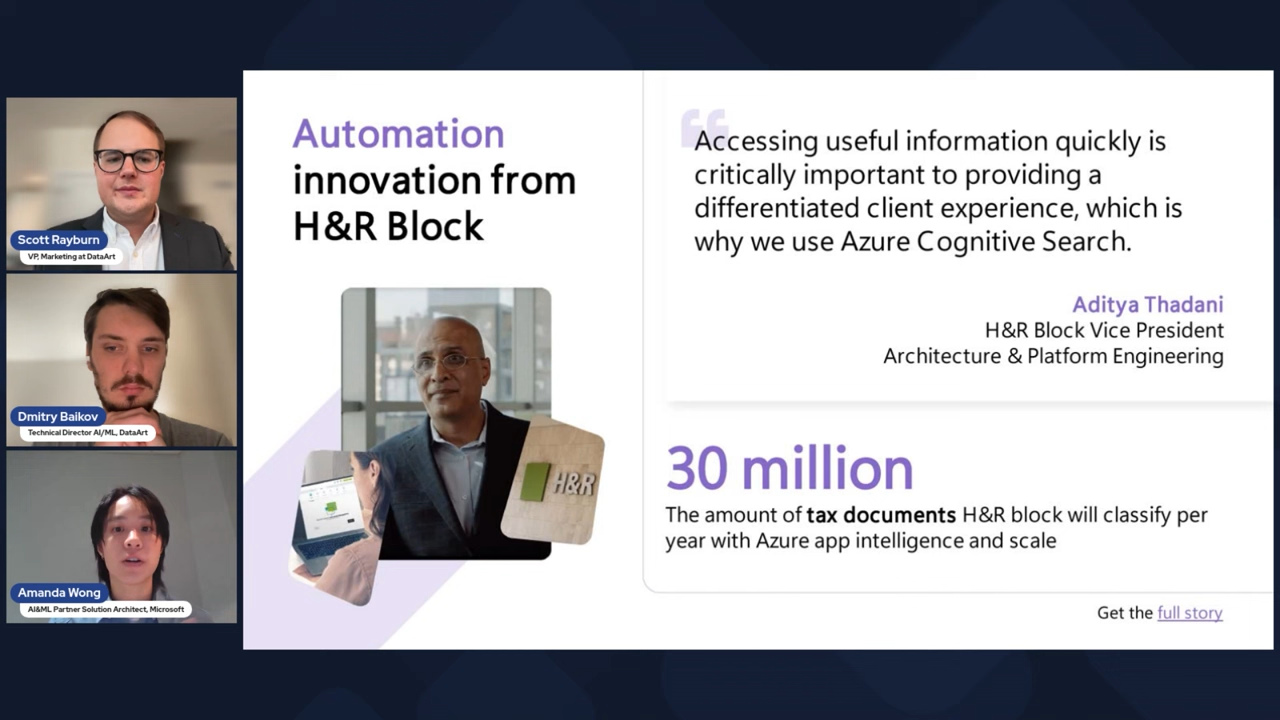 Scott Rayburn
VP, Marketing at DataArt
Dmitry Baikov
Technical Director AI/ML, DataArt
Amanda Wong
AI&ML Partner Solution Architect, Microsoft
Automation
innovation from
H&R Block
H&R
“
Accessing useful information quickly is
critically important to providing a
differentiated client experience, which is
why we use Azure Cognitive Search.
Aditya Thadani
H&R Block Vice President
Architecture & Platform Engineering
30 million
The amount of tax documents H&R block will classify per
year with Azure app intelligence and scale
Get the full story